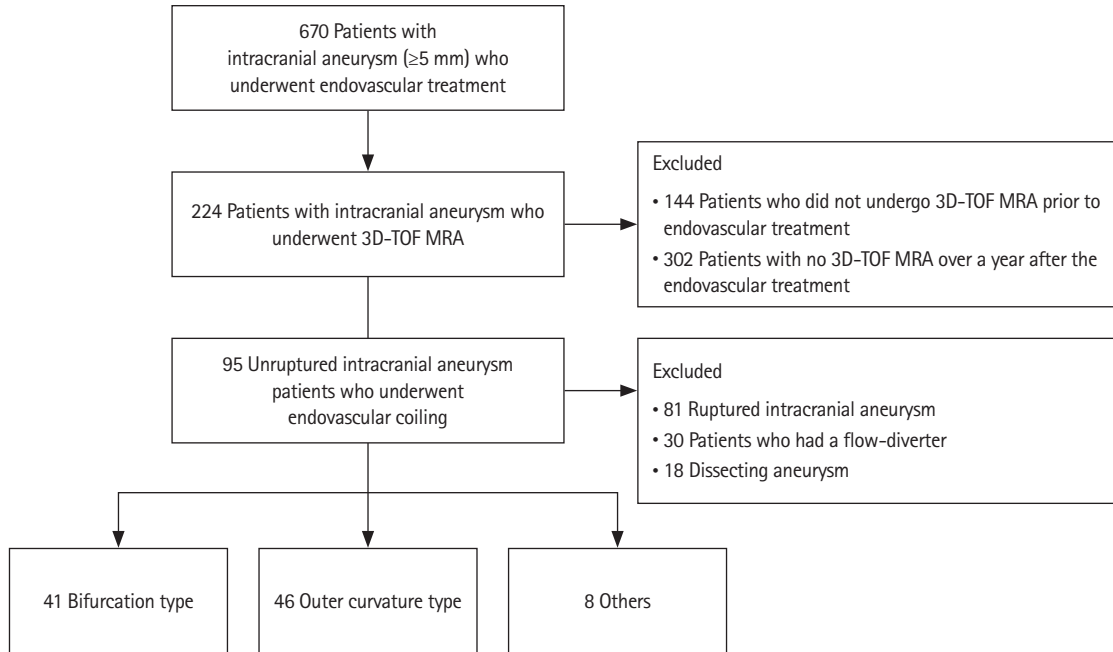 670 Patients with
intracranial aneurysm (≥5 mm) who
underwent endovascular treatment
224 Patients with intracranial aneurysm who
underwent 3D-TOF MRA
Excluded
• 144 Patients who did not undergo 3D-TOF MRA prior to
endovascular treatment
• 302 Patients with no 3D-TOF MRA over a year after the
endovascular treatment
95 Unruptured intracranial aneurysm
patients who underwent
endovascular coiling
Excluded
• 81 Ruptured intracranial aneurysm
• 30 Patients who had a flow-diverter
• 18 Dissecting aneurysm
41 Bifurcation type
46 Outer curvature type
8 Others